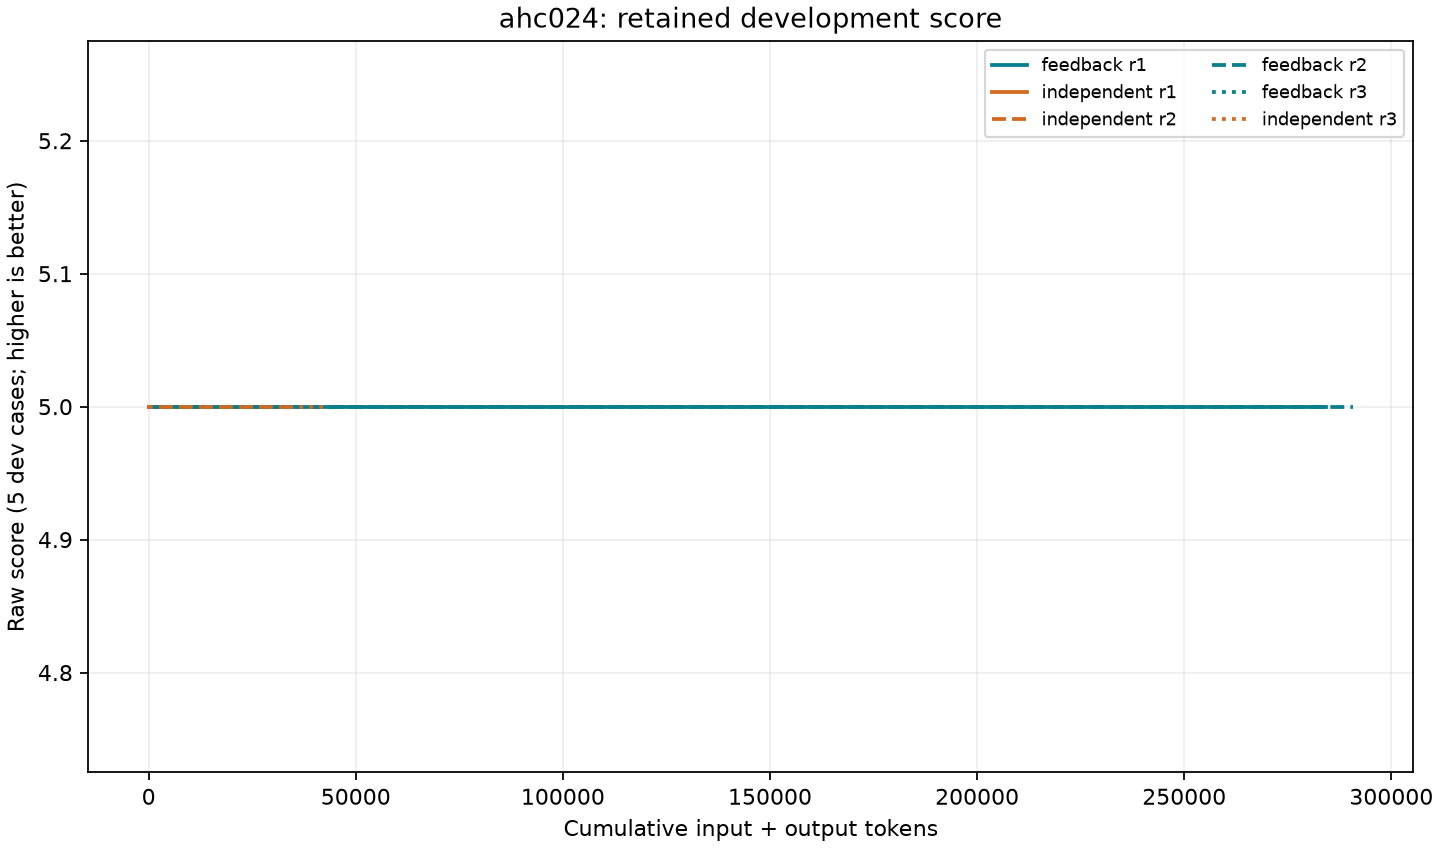 ahc024: retained development score
feedback r1
independent r1
independent r2
feedback r2
feedback r3
independent r3
Raw score (5 dev cases; higher is better)
5.2
5.1
5.0
4.9
4.8
0
50000
100000
150000
200000
250000
300000
Cumulative input + output tokens